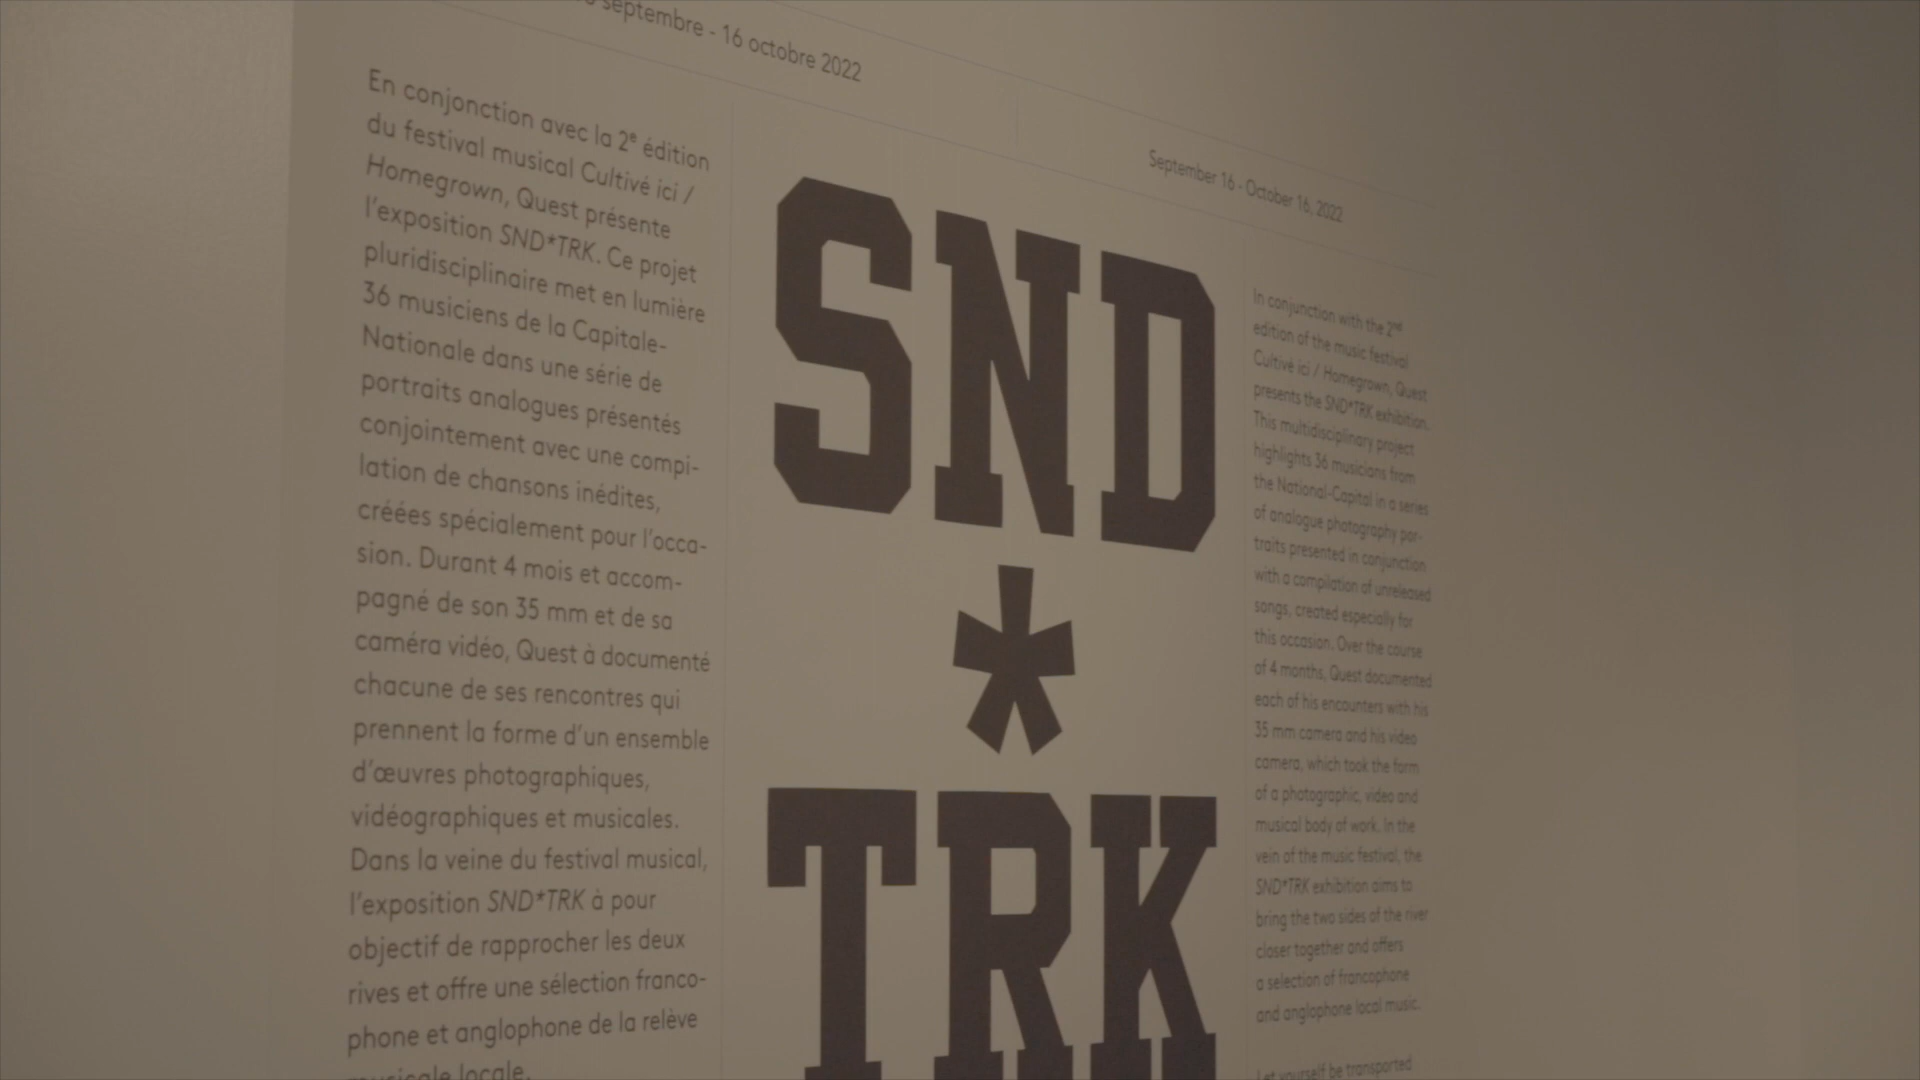 septembre - 16 octobre 2022
September 16 - October 16, 2022
En conjonction avec la 2e édition
du festival musical Cultivé ici /
Homegrown, Quest présente
l'exposition SND*TRK. Ce projet
pluridisciplinaire met en lumière
36 musiciens de la Capitale-
Nationale dans une série de
portraits analogues présentés
conjointement avec une compi-
lation de chansons inédites,
créées spécialement pour l'occa-
sion. Durant 4 mois et accom-
pagné de son 35 mm et de sa
caméra vidéo, Quest à documenté
chacune de ses rencontres qui
prennent la forme d'un ensemble
d'œuvres photographiques,
vidéographiques et musicales.
Dans la veine du festival musical,
l'exposition SND*TRK à pour
objectif de rapprocher les deux
rives et offre une sélection franco-
phone et anglophone de la relève
musicale locale.
SND
*
TRK
In conjunction with the 2nd
edition of the music festival
Cultivé ici / Homegrown, Quest
presents the SND*TRK exhibition.
This multidisciplinary project
highlights 36 musicians from
the National-Capital in a series
of analogue photography por-
traits presented in conjunction
with a compilation of unreleased
songs, created especially for
this occasion. Over the course
of 4 months, Quest documented
each of his encounters with his
35 mm camera and his video
camera, which took the form
of a photographic, video and
musical body of work. In the
vein of the music festival, the
SND*TRK exhibition aims to
bring the two sides of the river
closer together and offers
a selection of francophone
and anglophone local music.
Let yourself be transported